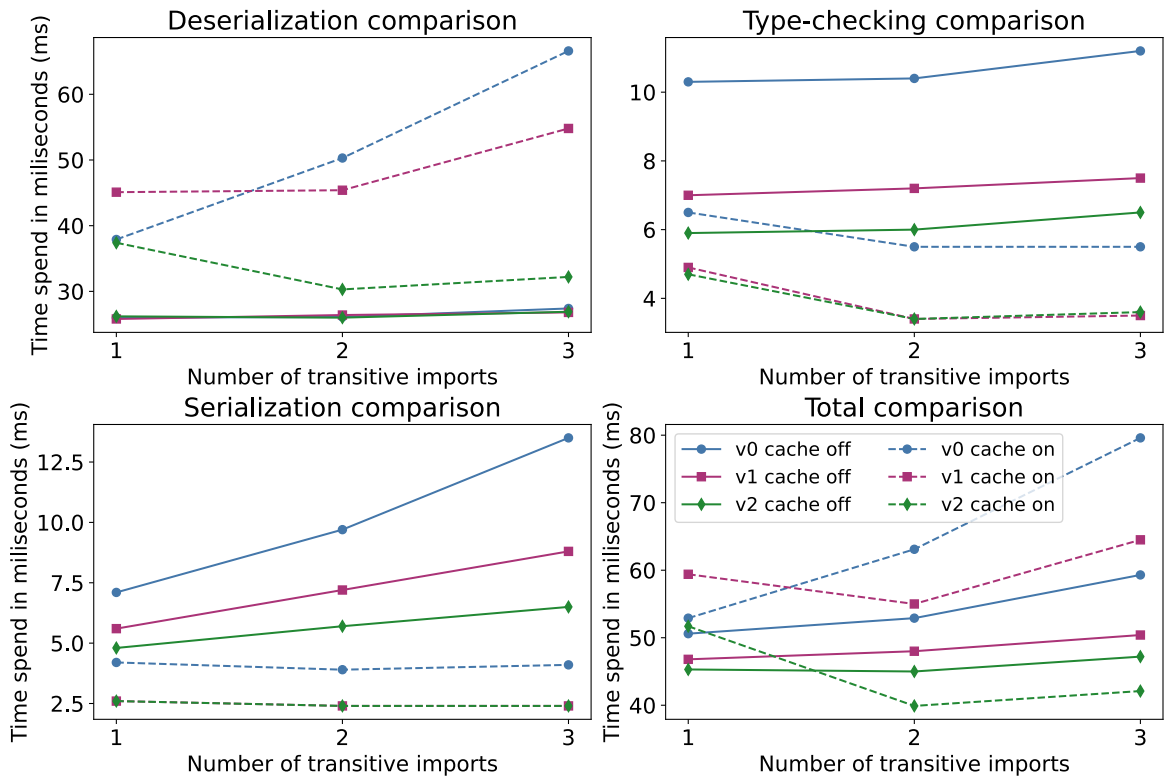 Deserialization comparison
Time spend in miliseconds (ms)
60
50
40
30
1 2 3
Number of transitive imports
Type-checking comparison
10
8
6
4
1 2 3
Number of transitive imports
Serialization comparison
Time spend in miliseconds (ms)
12.5
10.0
7.5
5.0
2.5
1 2 3
Number of transitive imports
Total comparison
Time spend in miliseconds (ms)
80
70
60
50
40
v0 cache off v0 cache on
v1 cache off v1 cache on
v2 cache off v2 cache on
1 2 3
Number of transitive imports